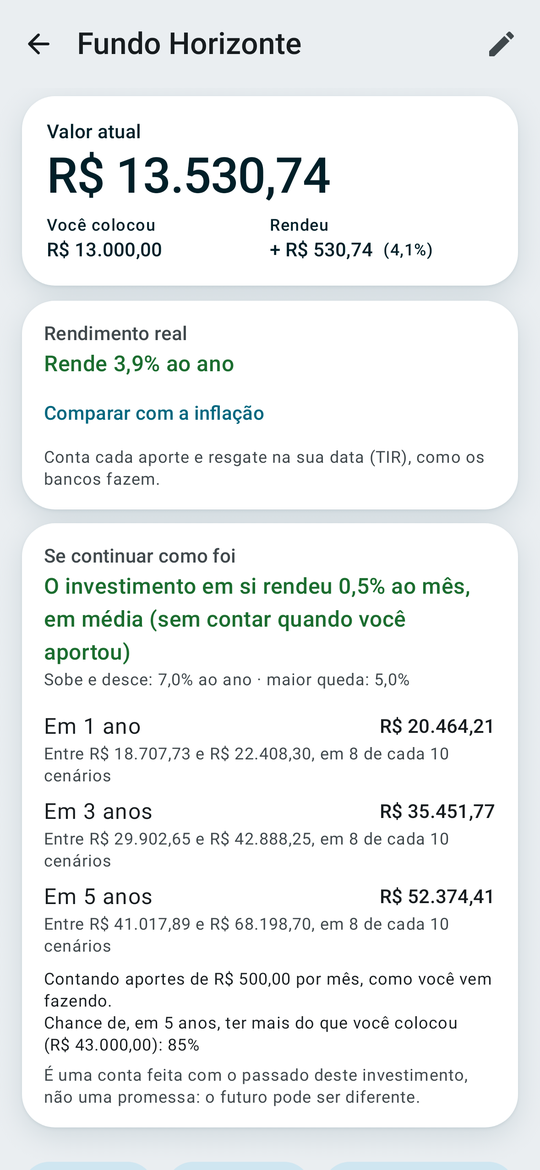 Fundo Horizonte
Valor atual
R$ 13.530,74
Você colocou
Rendeu
R$ 13.000,00
+ R$ 530,74 (4,1%)
Rendimento real
Rende 3,9% ao ano
Comparar com a inflação
Conta cada aporte e resgate na sua data (TIR), como os
bancos fazem.
Se continuar como foi
O investimento em si rendeu 0,5% ao mês,
em média (sem contar quando você
aportou)
Sobe e desce: 7,0% ao ano · maior queda: 5,0%
Em 1 ano
R$ 20.464,21
Entre R$ 18.707,73 e R$ 22.408,30, em 8 de cada 10
cenários
Em 3 anos
R$ 35.451,77
Entre R$ 29.902,65 e R$ 42.888,25, em 8 de cada 10
cenários
Em 5 anos
R$ 52.374,41
Entre R$ 41.017,89 e R$ 68.198,70, em 8 de cada 10
cenários
Contando aportes de R$ 500,00 por mês, como você vem
fazendo.
Chance de, em 5 anos, ter mais do que você colocou
(R$ 43.000,00): 85%
É uma conta feita com o passado deste investimento,
não uma promessa: o futuro pode ser diferente.